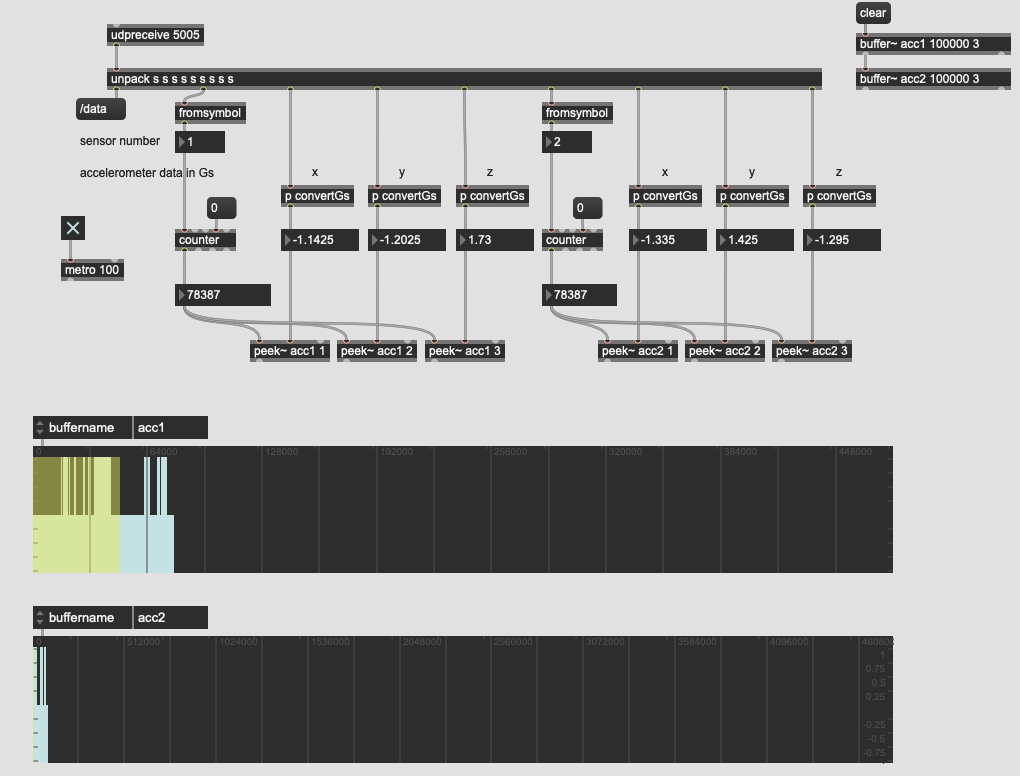 clear
udpreceive 5005
buffer~ acc1 100000 3
unpack s s s s s s s s s
buffer~ acc2 100000 3
/data
fromsymbol
fromsymbol
sensor number
1
2
accelerometer data in Gs
x
y
z
x
y
z
p convertGs
p convertGs
p convertGs
p convertGs
p convertGs
p convertGs
0
0
counter
-1.1425
-1.2025
1.73
counter
-1.335
1.425
-1.295
metro 100
78387
78387
peek~ acc1 1
peek~ acc1 2
peek~ acc1 3
peek~ acc2 1
peek~ acc2 2
peek~ acc2 3
buffername
acc1
0
64000
128000
192000
256000
320000
384000
448000
buffername
acc2
0
512000
1024000
1536000
2048000
2560000
3072000
3584000
4096000
460800
1
0.75
0.5
0.25
-0.25
-0.5
-0.75